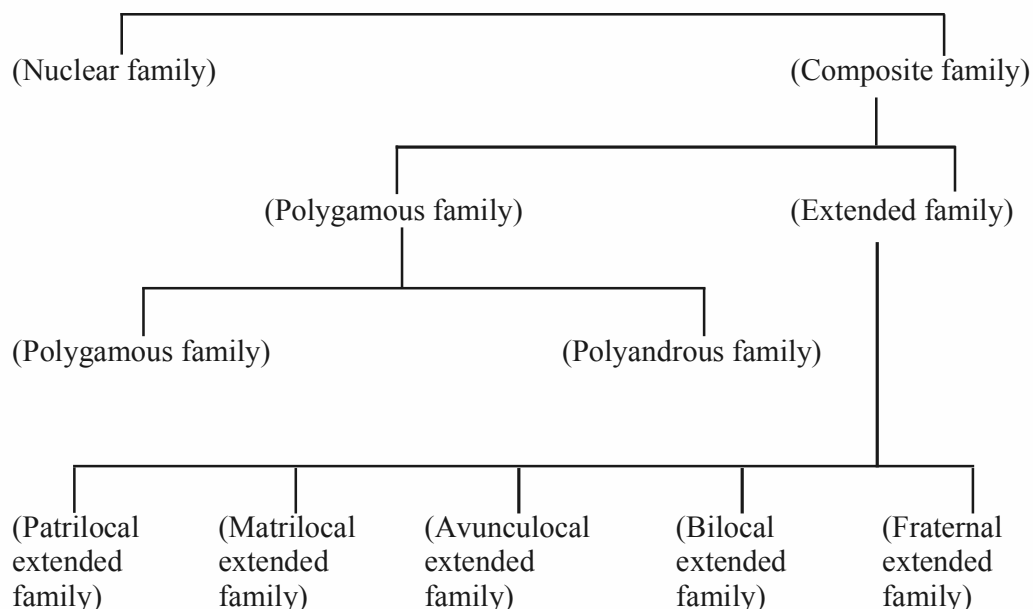 (Nuclear family) (Composite family)
(Polygamous family) (Extended family)
(Polygamous family) (Polyandrous family)
(Patrilocal
extended
family)
(Matrilocal
extended
family)
(Avunculocal
extended
family)
(Bilocal
extended
family)
(Fraternal
extended
family)